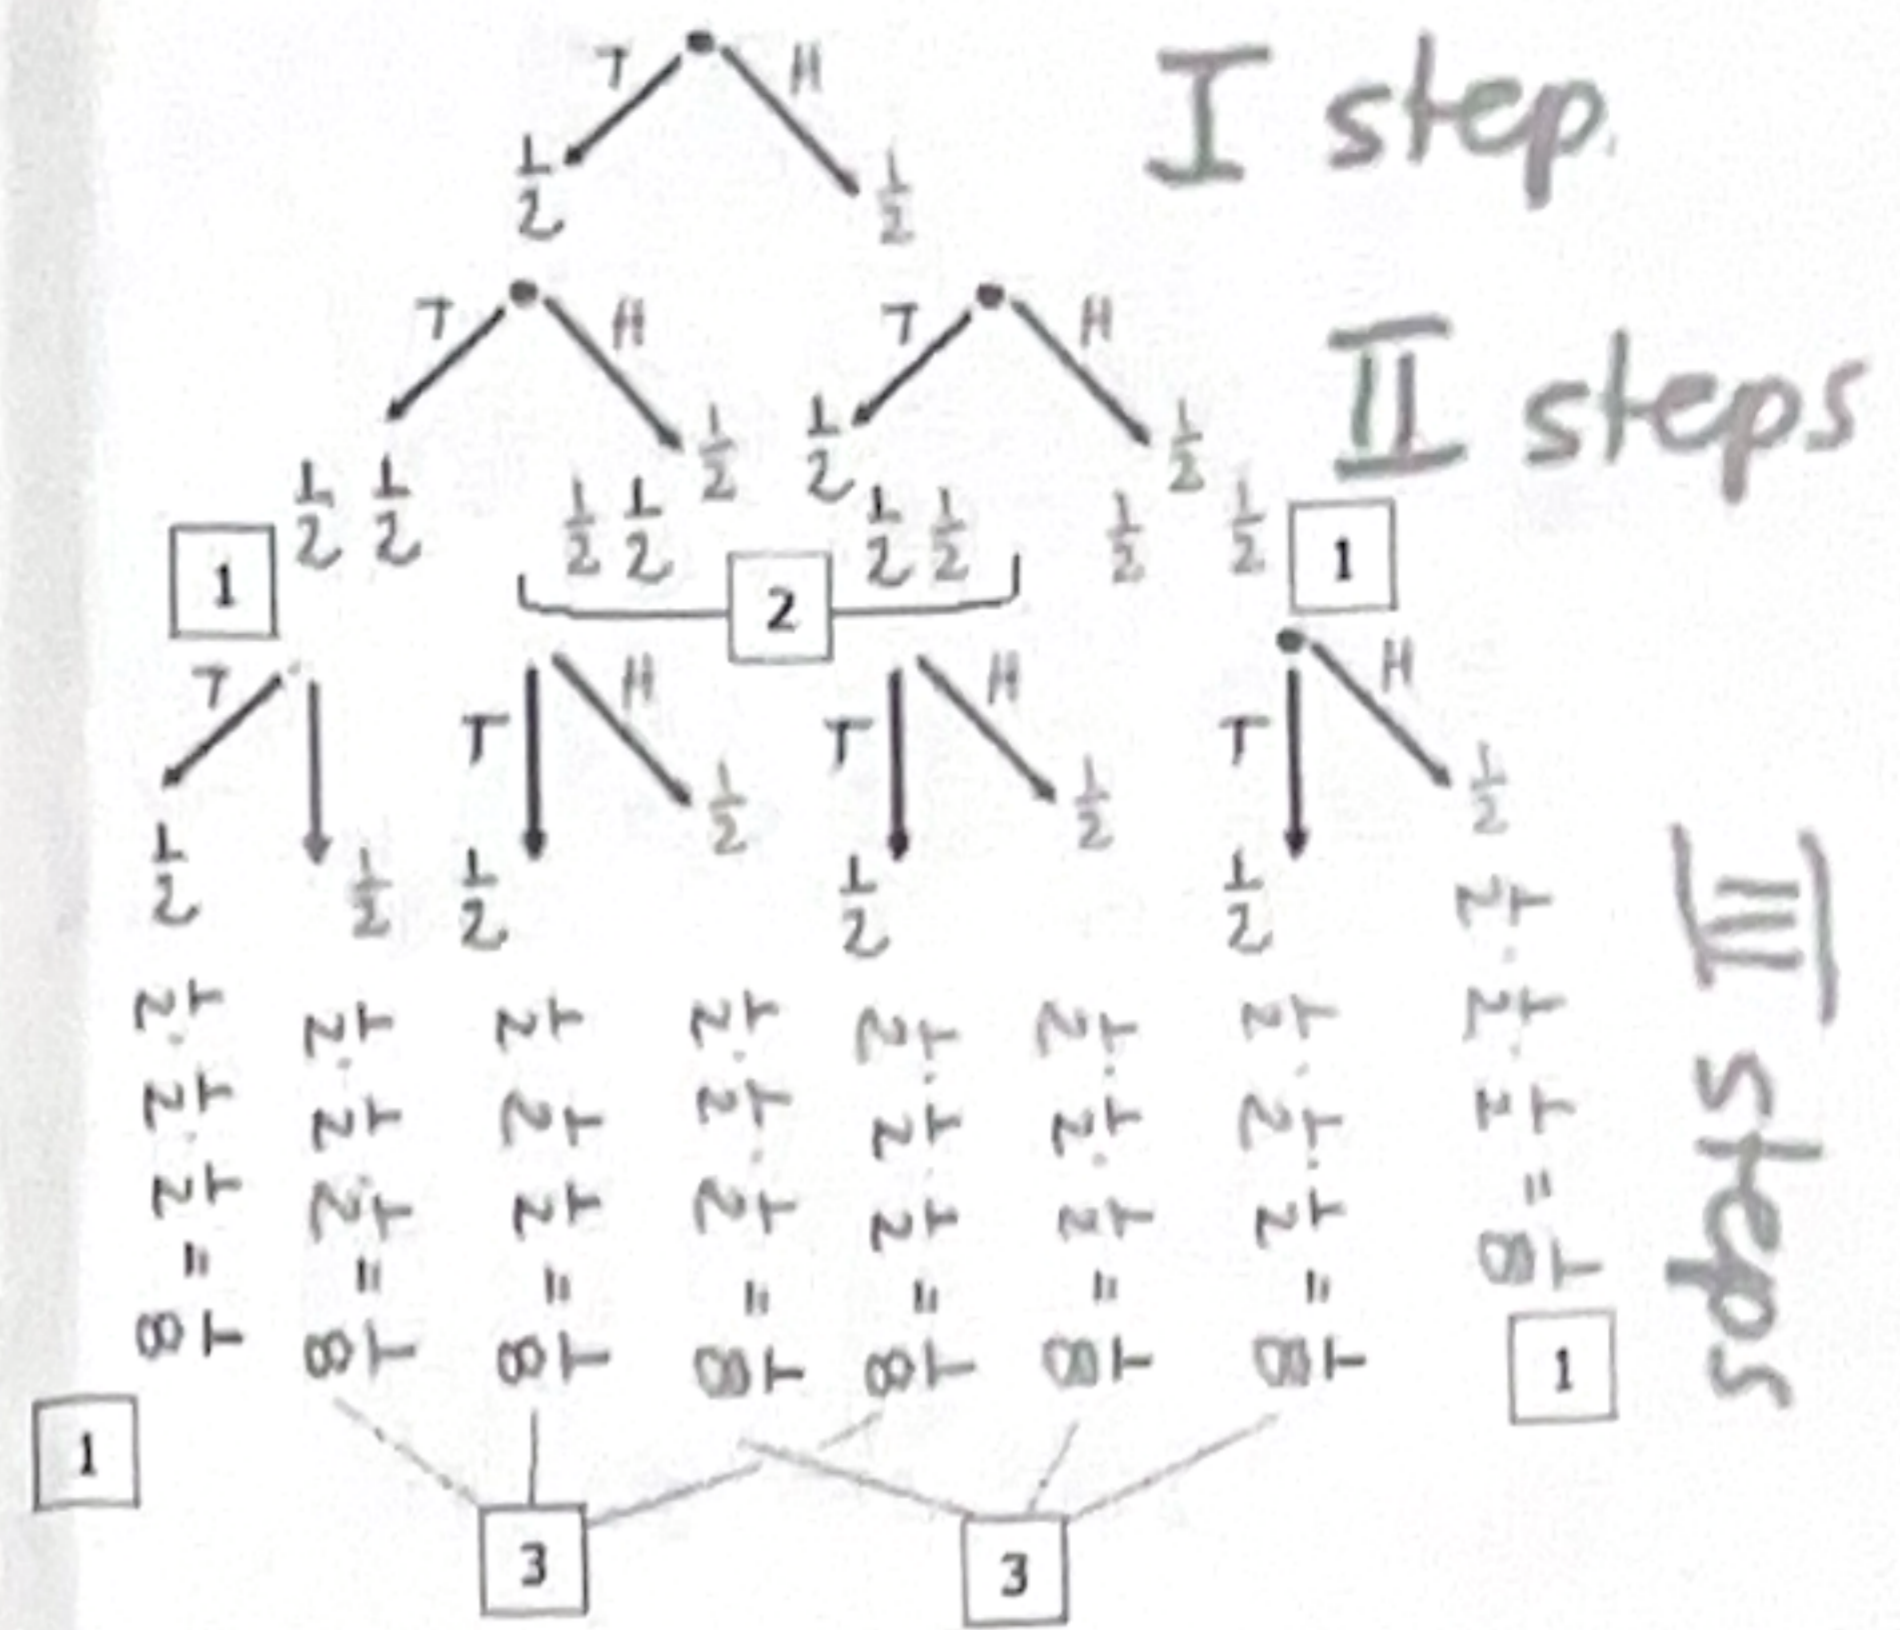 T H I step.
1/2 1/2
T H T H II steps
1/2 1/2 1/2
1/2 1/2 1/2 1/2 1/2 1/2 1/2 1/2
1 2 1
T T H T H T H
1/2 1/2 1/2
1/2 1/2 1/2 1/2 1/2
III steps
1/2 · 1/2 · 1/2 = 1/8
1/2 · 1/2 1/2 = 1/8
1/2 1/2 1/2 = 1/8
1/2 · 1/2 · 1/2 = 1/8
1/2 · 1/2 · 1/2 = 1/8
1/2 · 1/2 · 1/2 = 1/8
1/2 · 1/2 · 1/2 = 1/8
1/2 · 1/2 · 1/2 = 1/8
1 3 3 1